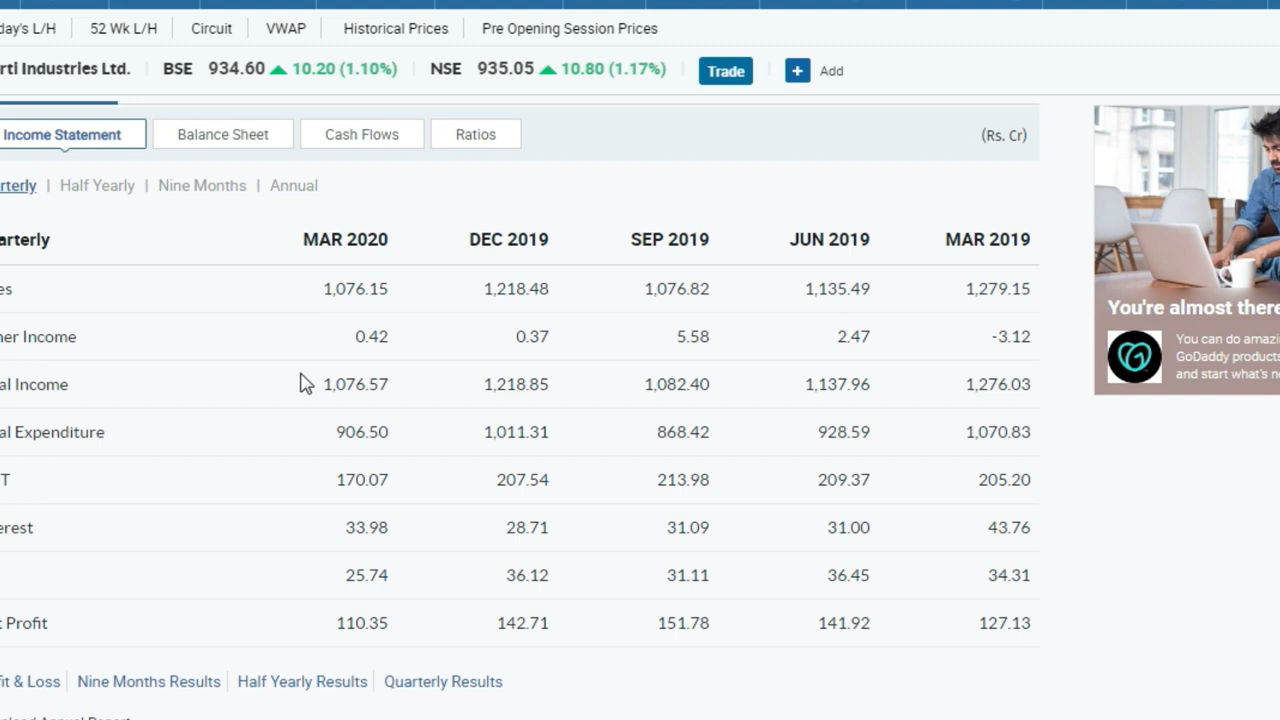 day's L/H 52 Wk L/H Circuit VWAP Historical Prices Pre Opening Session Prices
rti Industries Ltd. BSE 934.60 10.20 (1.10%) NSE 935.05 10.80 (1.17%) Trade + Add
Income Statement Balance Sheet Cash Flows Ratios (Rs. Cr)
rterly | Half Yearly | Nine Months | Annual
arterly MAR 2020 DEC 2019 SEP 2019 JUN 2019 MAR 2019
es 1,076.15 1,218.48 1,076.82 1,135.49 1,279.15
ner Income 0.42 0.37 5.58 2.47 -3.12
al Income 1,076.57 1,218.85 1,082.40 1,137.96 1,276.03
al Expenditure 906.50 1,011.31 868.42 928.59 1,070.83
T 170.07 207.54 213.98 209.37 205.20
erest 33.98 28.71 31.09 31.00 43.76
25.74 36.12 31.11 36.45 34.31
t Profit 110.35 142.71 151.78 141.92 127.13
fit & Loss Nine Months Results Half Yearly Results Quarterly Results
Annual Report
You're almost there
You can do amazi
GoDaddy products
and start what's n